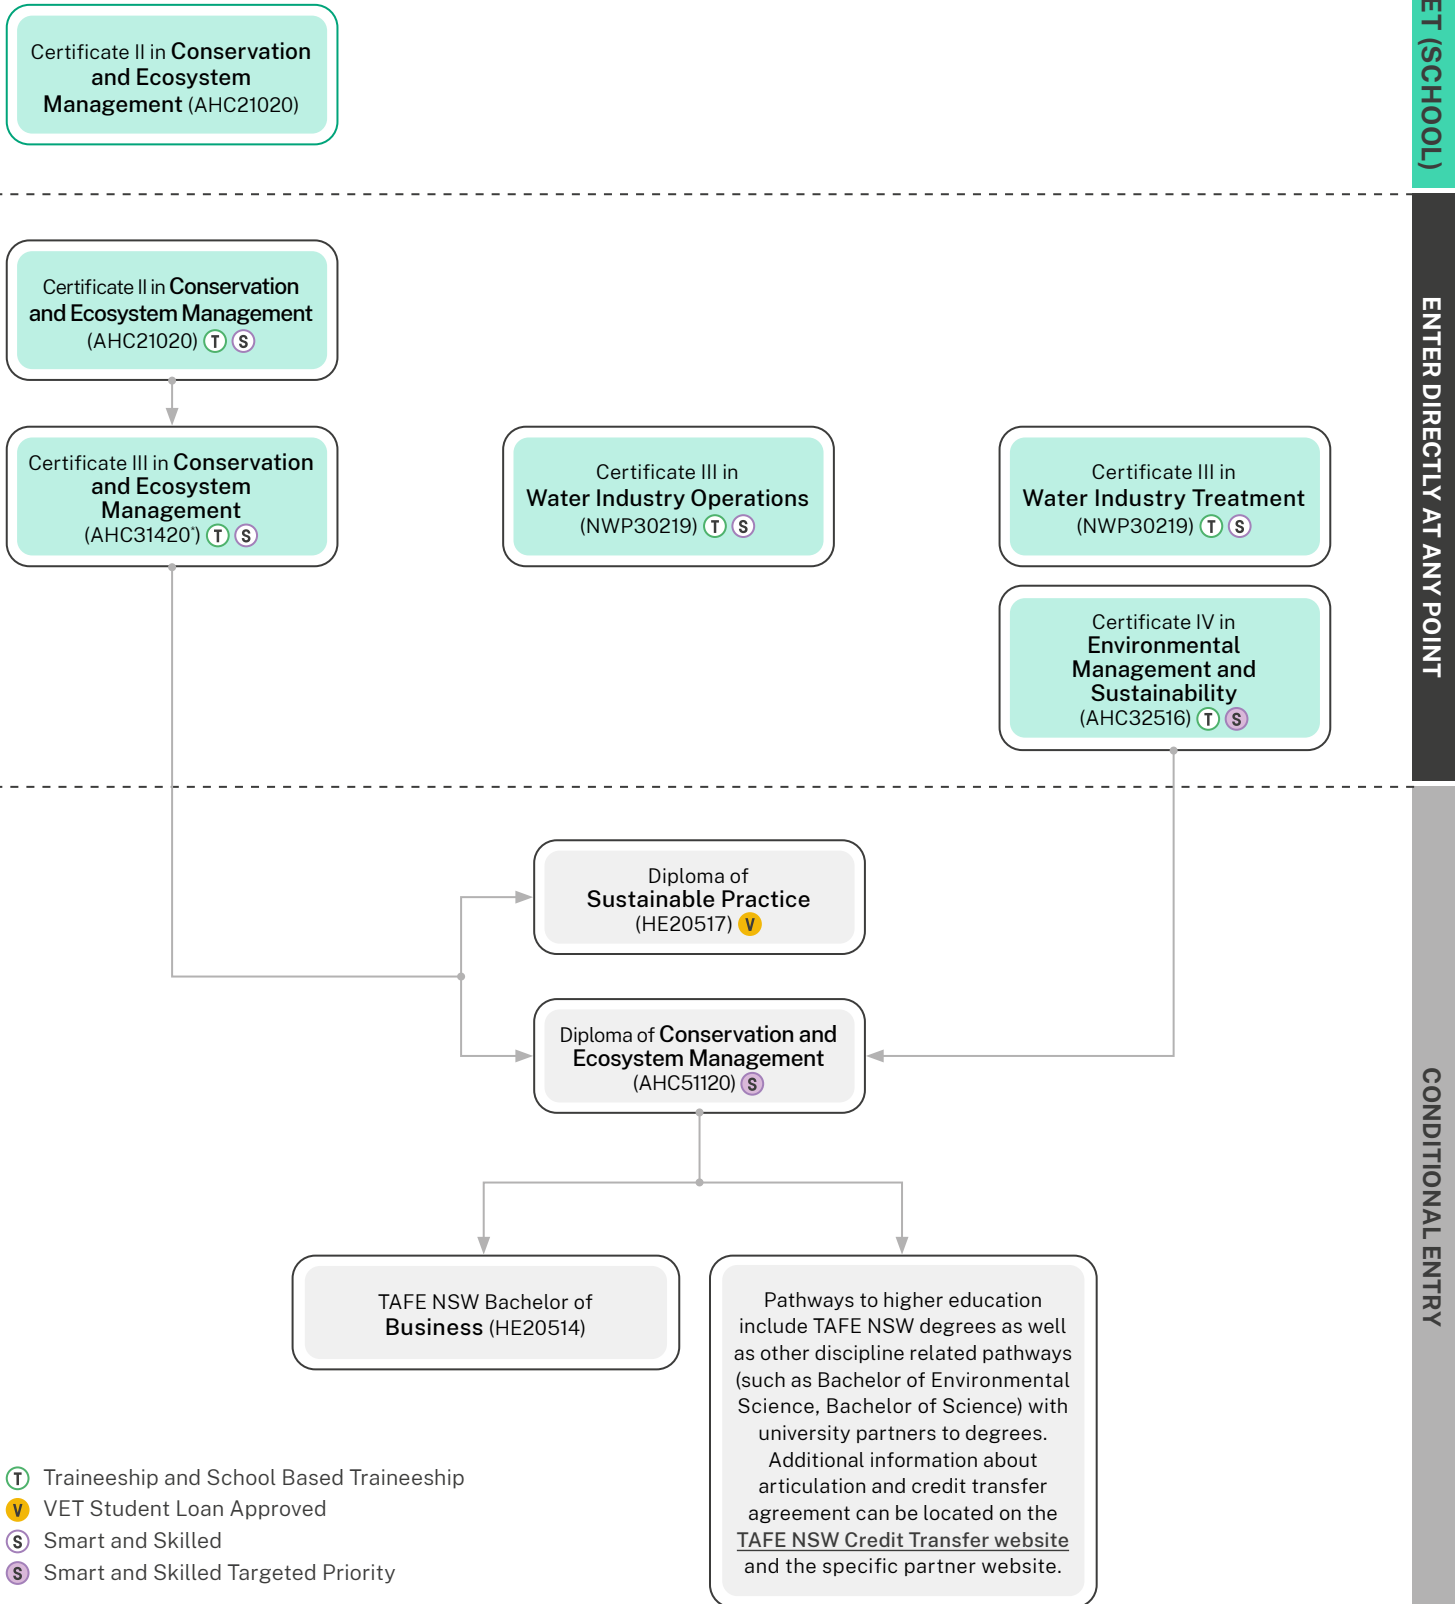 ET (SCHOOL)
Certificate II in Conservation
and Ecosystem
Management (AHC21020)
ENTER DIRECTLY AT ANY POINT
Certificate II in Conservation
and Ecosystem Management
(AHC21020) T S
Certificate III in Conservation
and Ecosystem
Management
(AHC31420*) T S
Certificate III in
Water Industry Operations
(NWP30219) T S
Certificate III in
Water Industry Treatment
(NWP30219) T S
Certificate IV in
Environmental
Management and
Sustainability
(AHC32516) T S
CONDITIONAL ENTRY
Diploma of
Sustainable Practice
(HE20517) V
Diploma of Conservation and
Ecosystem Management
(AHC51120) S
TAFE NSW Bachelor of
Business (HE20514)
Pathways to higher education
include TAFE NSW degrees as well
as other discipline related pathways
(such as Bachelor of Environmental
Science, Bachelor of Science) with
university partners to degrees.
Additional information about
articulation and credit transfer
agreement can be located on the
TAFE NSW Credit Transfer website
and the specific partner website.
T Traineeship and School Based Traineeship
V VET Student Loan Approved
S Smart and Skilled
S Smart and Skilled Targeted Priority